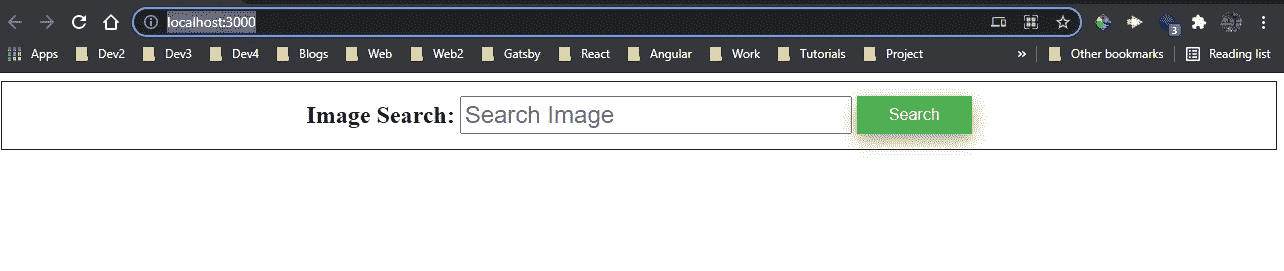 localhost:3000
3
Apps Dev2 Dev3 Dev4 Blogs Web Web2 Gatsby React Angular Work Tutorials Project » Other bookmarks Reading list
Image Search: Search Image Search